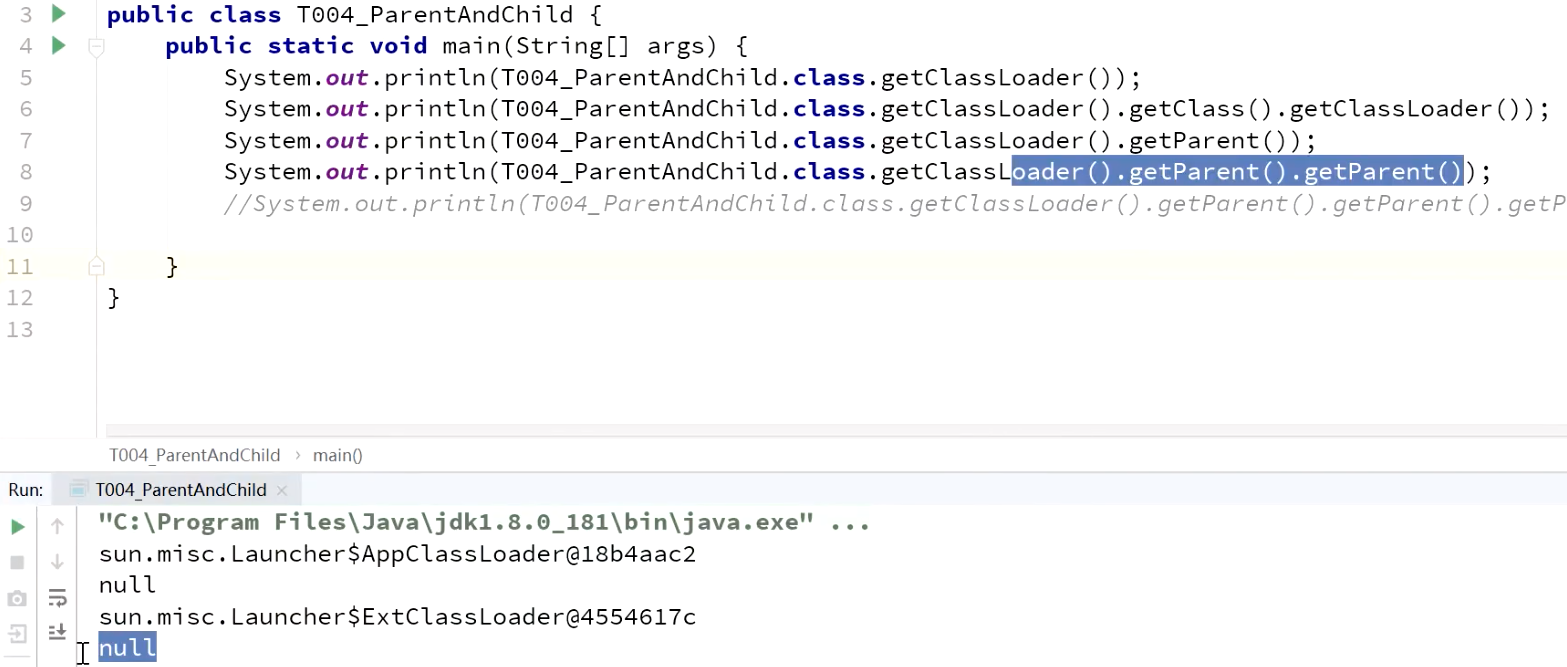 3 public class T004_ParentAndChild {
4 public static void main(String[] args) {
5 System.out.println(T004_ParentAndChild.class.getClassLoader());
6 System.out.println(T004_ParentAndChild.class.getClassLoader().getClass().getClassLoader());
7 System.out.println(T004_ParentAndChild.class.getClassLoader().getParent());
8 System.out.println(T004_ParentAndChild.class.getClassLoader().getParent().getParent());
9 //System.out.println(T004_ParentAndChild.class.getClassLoader().getParent().getParent().getP
10
11 }
12 }
13
T004_ParentAndChild › main()
Run: T004_ParentAndChild ×
"C:\Program Files\Java\jdk1.8.0_181\bin\java.exe" ...
sun.misc.Launcher$AppClassLoader@18b4aac2
null
sun.misc.Launcher$ExtClassLoader@4554617c
null